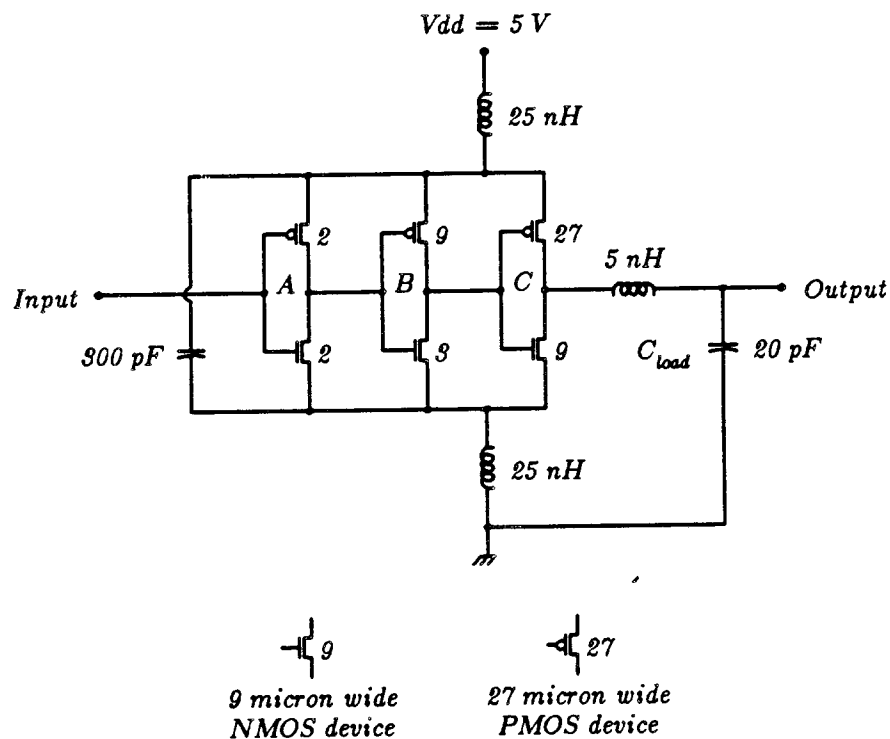 Vdd = 5 V
25 nH
2
9
27
5 nH
Input
A
B
C
Output
300 pF
2
3
9
C_load
20 pF
25 nH
9
27
9 micron wide
NMOS device
27 micron wide
PMOS device